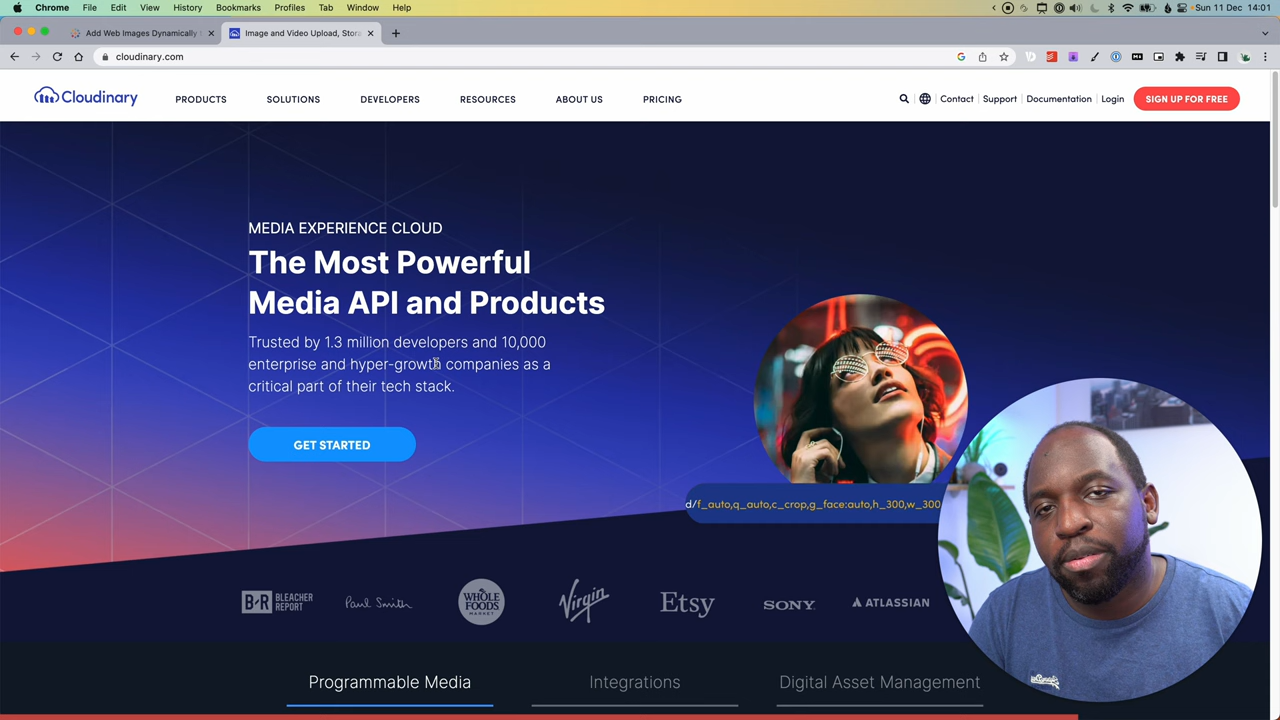 Chrome File Edit View History Bookmarks Profiles Tab Window Help
Sun 11 Dec 14:01
Add Web Images Dynamically
Image and Video Upload, Stora
cloudinary.com
Cloudinary
PRODUCTS SOLUTIONS DEVELOPERS RESOURCES ABOUT US PRICING
Contact Support Documentation Login SIGN UP FOR FREE
MEDIA EXPERIENCE CLOUD
The Most Powerful
Media API and Products
Trusted by 1.3 million developers and 10,000
enterprise and hyper-growth companies as a
critical part of their tech stack.
GET STARTED
d/f_auto,q_auto,c_crop,g_face:auto,h_300,w_300
B/R BLEACHER
REPORT
Paul Smith
WHOLE
FOODS
MARKET
Virgin
Etsy
SONY
ATLASSIAN
Programmable Media Integrations Digital Asset Management